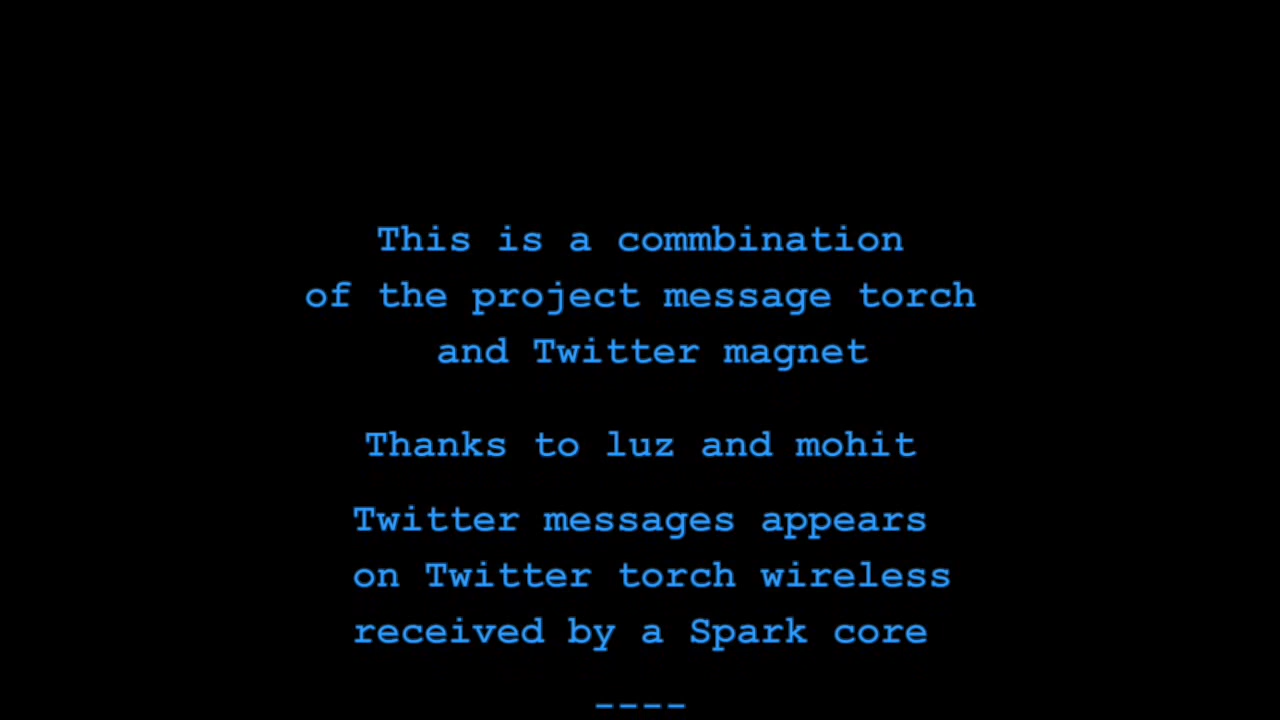 This is a commbination
of the project message torch
and Twitter magnet
Thanks to luz and mohit
Twitter messages appears
on Twitter torch wireless
received by a Spark core
----